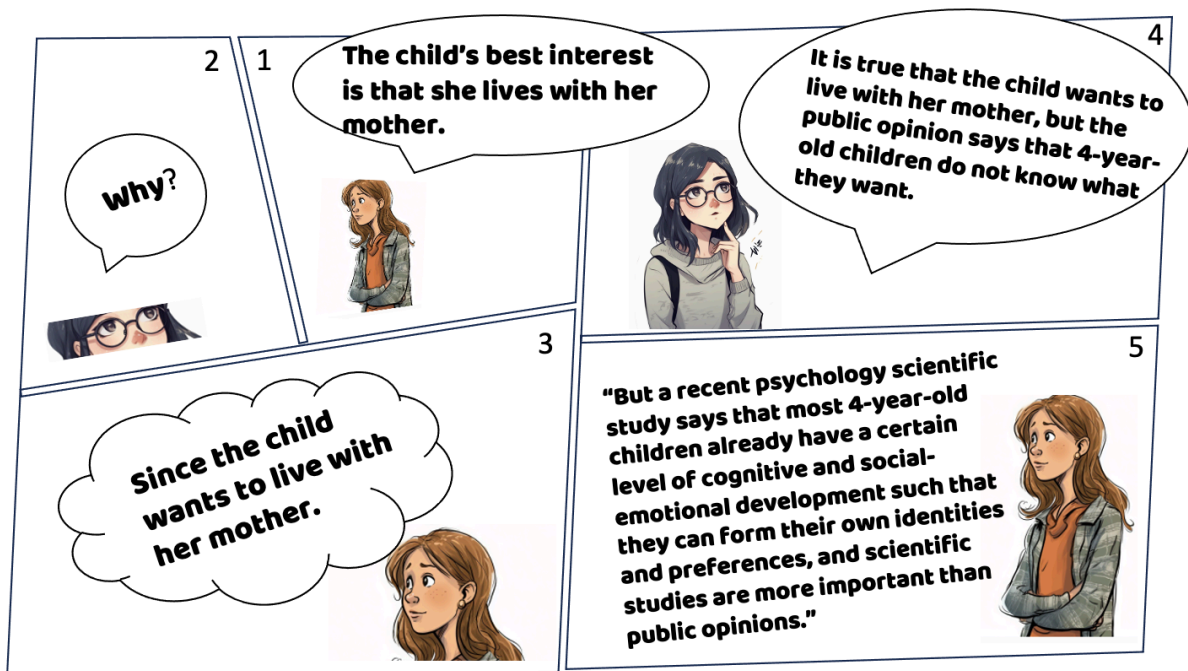 1
The child's best interest
is that she lives with her
mother.
2
Why?
3
Since the child
wants to live with
her mother.
4
It is true that the child wants to
live with her mother, but the
public opinion says that 4-year-
old children do not know what
they want.
5
“But a recent psychology scientific
study says that most 4-year-old
children already have a certain
level of cognitive and social-
emotional development such that
they can form their own identities
and preferences, and scientific
studies are more important than
public opinions.”